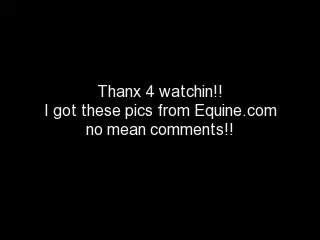 Thanx 4 watchin!!
I got these pics from Equine.com
no mean comments!!